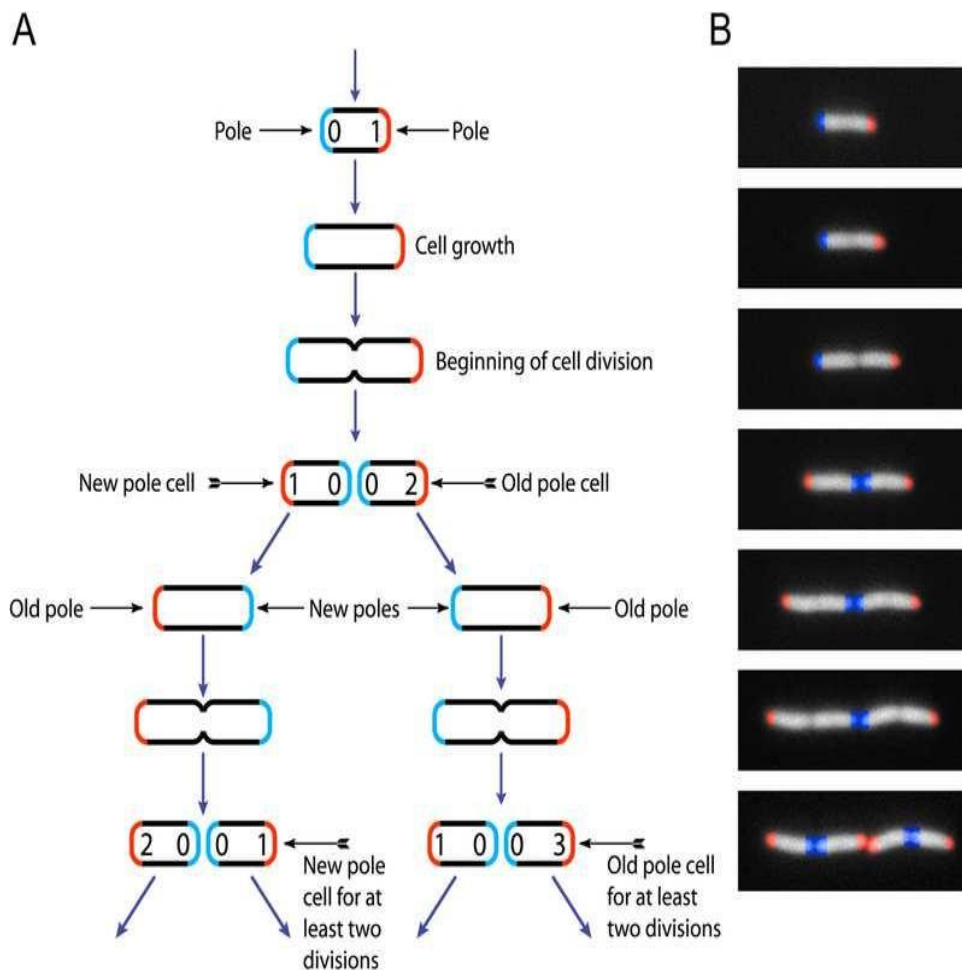 A
B
Pole
0 1
Pole
Cell growth
Beginning of cell division
New pole cell
1 0 0 2
Old pole cell
Old pole
New poles
Old pole
2 0 0 1
1 0 0 3
New pole
cell for at
least two
divisions
Old pole cell
for at least
two divisions